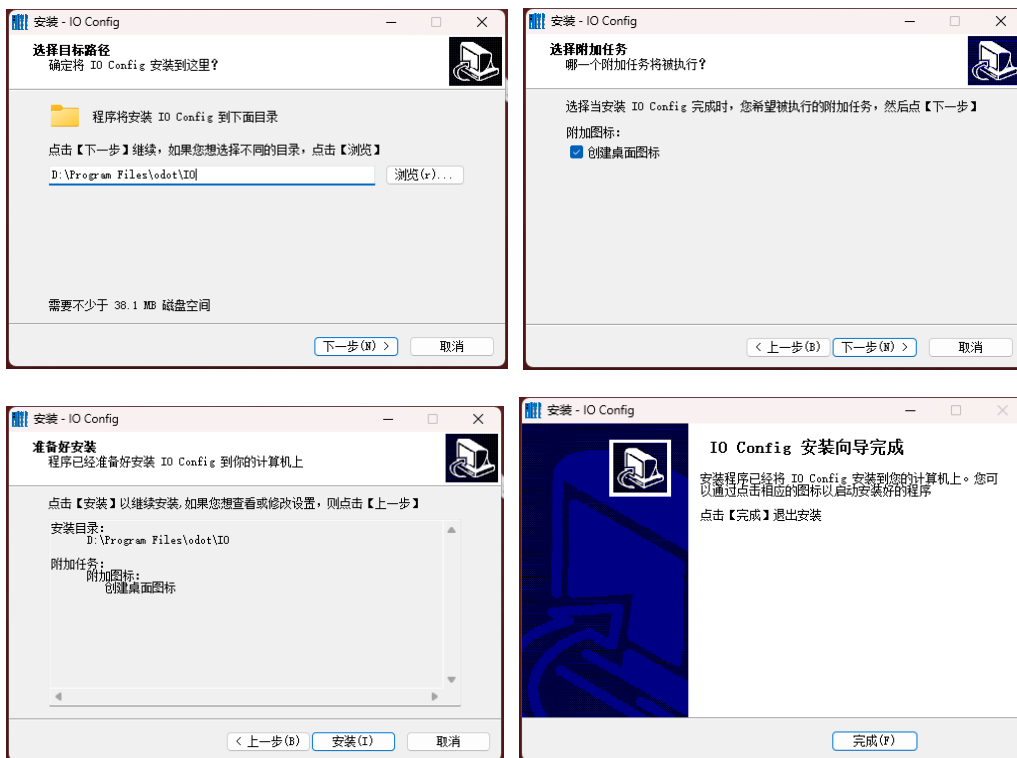 安装 - IO Config
选择目标路径
确定将 IO Config 安装到这里?
程序将安装 IO Config 到下面目录
点击【下一步】继续，如果您想选择不同的目录，点击【浏览】
D:\Program Files\odot\IO
浏览(r)...
需要不少于 38.1 MB 磁盘空间
下一步(N) >
取消
安装 - IO Config
选择附加任务
哪一个附加任务将被执行?
选择当安装 IO Config 完成时，您希望被执行的附加任务，然后点【下一步】
附加图标:
创建桌面图标
< 上一步(B)
下一步(N) >
取消
安装 - IO Config
准备好安装
程序已经准备好安装 IO Config 到你的计算机上
点击【安装】以继续安装,如果您想查看或修改设置，则点击【上一步】
安装目录:
D:\Program Files\odot\IO
附加任务:
附加图标:
创建桌面图标
< 上一步(B)
安装(I)
取消
安装 - IO Config
IO Config 安装向导完成
安装程序已经将 IO Config 安装到您的计算机上。您可
以通过点击相应的图标以启动安装好的程序
点击【完成】退出安装
完成(F)